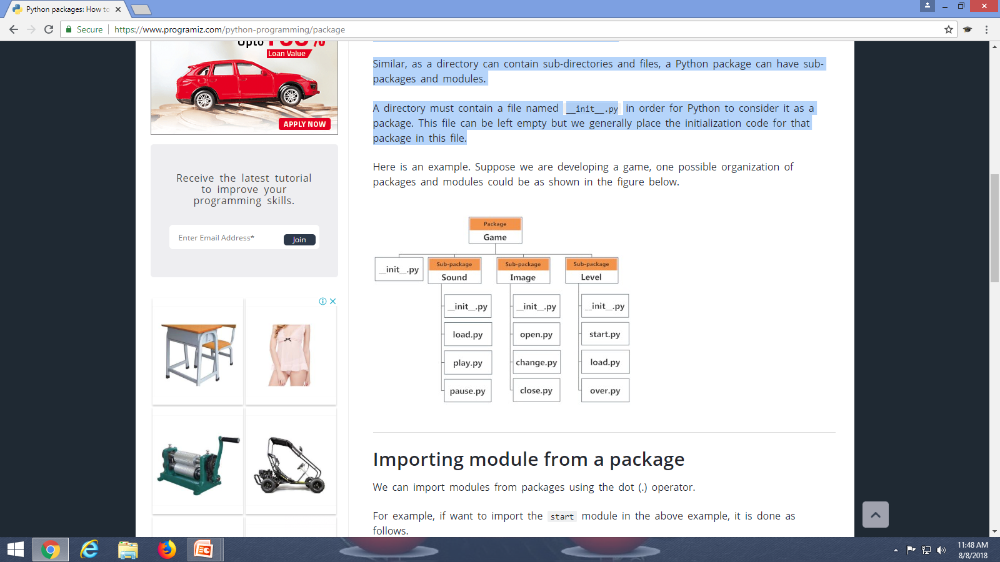 Python packages: How to
Secure
https://www.programiz.com/python-programming/package
Upto 100%
Loan Value
APPLY NOW
Receive the latest tutorial
to improve your
programming skills.
Enter Email Address*
Join
Similar, as a directory can contain sub-directories and files, a Python package can have sub-
packages and modules.
A directory must contain a file named __init__.py in order for Python to consider it as a
package. This file can be left empty but we generally place the initialization code for that
package in this file.
Here is an example. Suppose we are developing a game, one possible organization of
packages and modules could be as shown in the figure below.
Package
Game
__init__.py
Sub-package
Sound
Sub-package
Image
Sub-package
Level
__init__.py
load.py
play.py
pause.py
__init__.py
open.py
change.py
close.py
__init__.py
start.py
load.py
over.py
Importing module from a package
We can import modules from packages using the dot (.) operator.
For example, if want to import the start module in the above example, it is done as
follows.
11:48 AM
8/8/2018